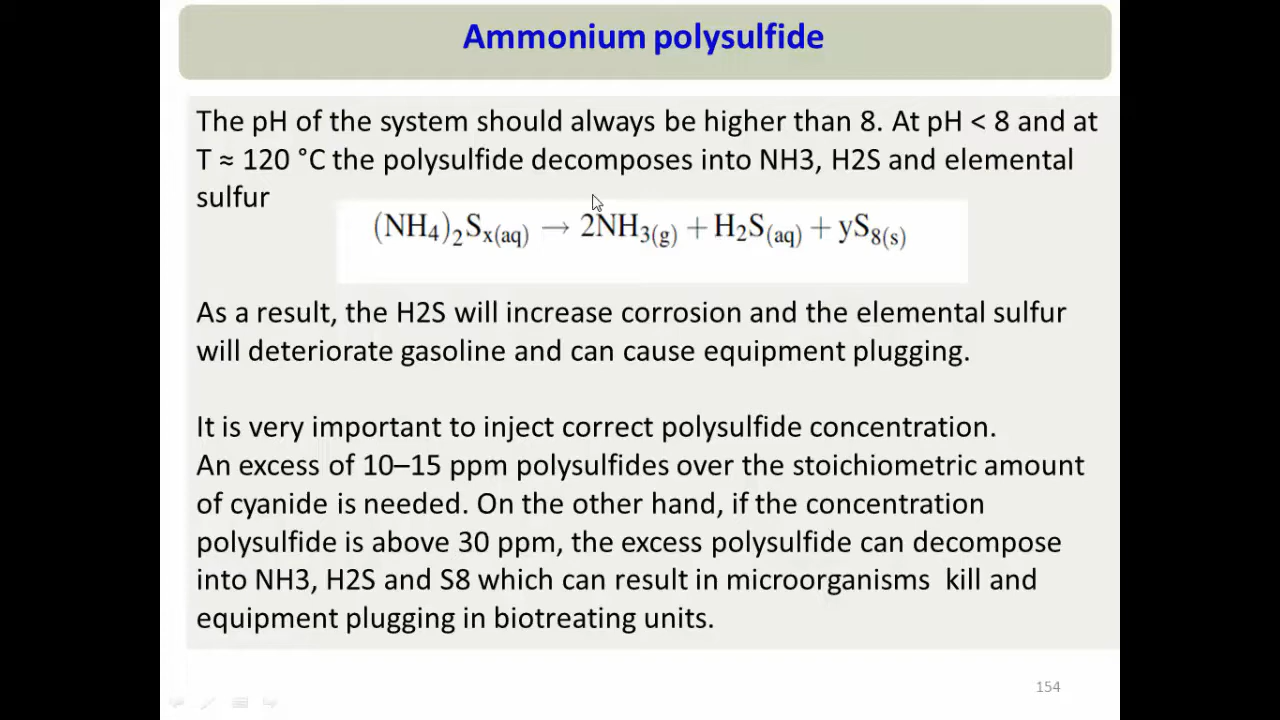 Ammonium polysulfide
The pH of the system should always be higher than 8. At pH < 8 and at
T ≈ 120 °C the polysulfide decomposes into NH3, H2S and elemental
sulfur
(NH₄)₂Sₓ₍aq₎ → 2NH₃₍g₎ + H₂S₍aq₎ + yS₈₍s₎
As a result, the H2S will increase corrosion and the elemental sulfur
will deteriorate gasoline and can cause equipment plugging.
It is very important to inject correct polysulfide concentration.
An excess of 10–15 ppm polysulfides over the stoichiometric amount
of cyanide is needed. On the other hand, if the concentration
polysulfide is above 30 ppm, the excess polysulfide can decompose
into NH3, H2S and S8 which can result in microorganisms kill and
equipment plugging in biotreating units.
154